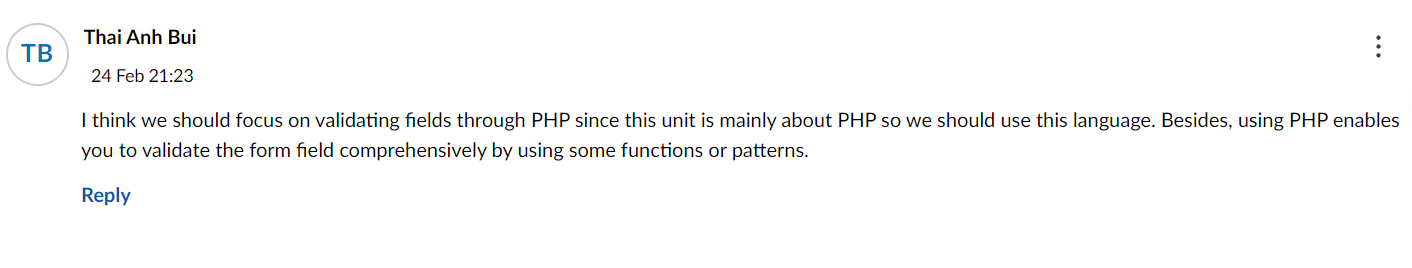 TB
Thai Anh Bui
24 Feb 21:23
I think we should focus on validating fields through PHP since this unit is mainly about PHP so we should use this language. Besides, using PHP enables
you to validate the form field comprehensively by using some functions or patterns.
Reply